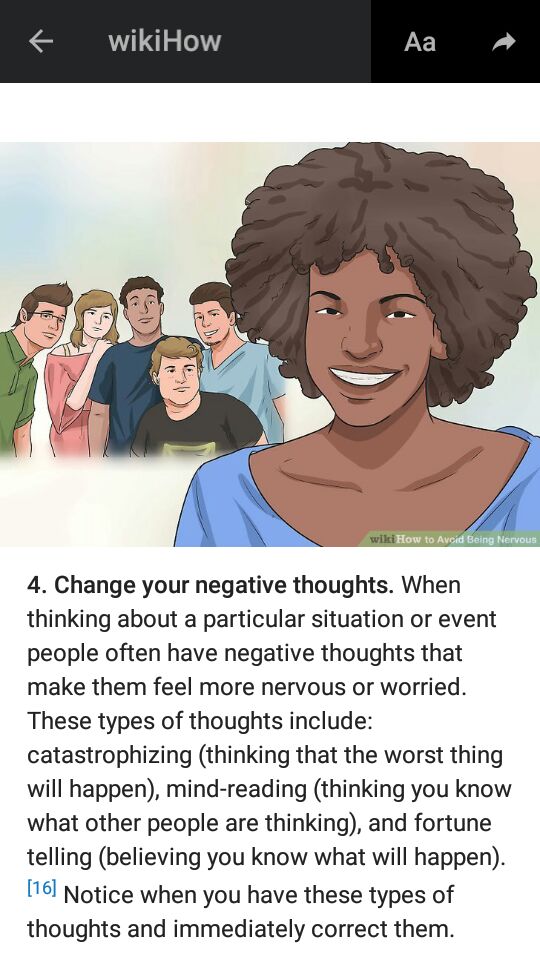 wikiHow
Aa
wikiHow to Avoid Being Nervous
4. Change your negative thoughts. When
thinking about a particular situation or event
people often have negative thoughts that
make them feel more nervous or worried.
These types of thoughts include:
catastrophizing (thinking that the worst thing
will happen), mind-reading (thinking you know
what other people are thinking), and fortune
telling (believing you know what will happen).
[16] Notice when you have these types of
thoughts and immediately correct them.